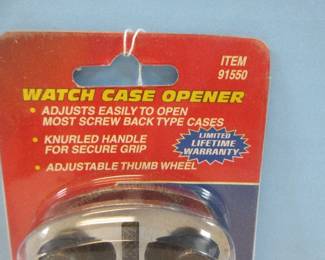 ITEM
91550
WATCH CASE OPENER
• ADJUSTS EASILY TO OPEN
MOST SCREW BACK TYPE CASES
• KNURLED HANDLE
FOR SECURE GRIP
• ADJUSTABLE THUMB WHEEL
LIMITED
LIFETIME
WARRANTY